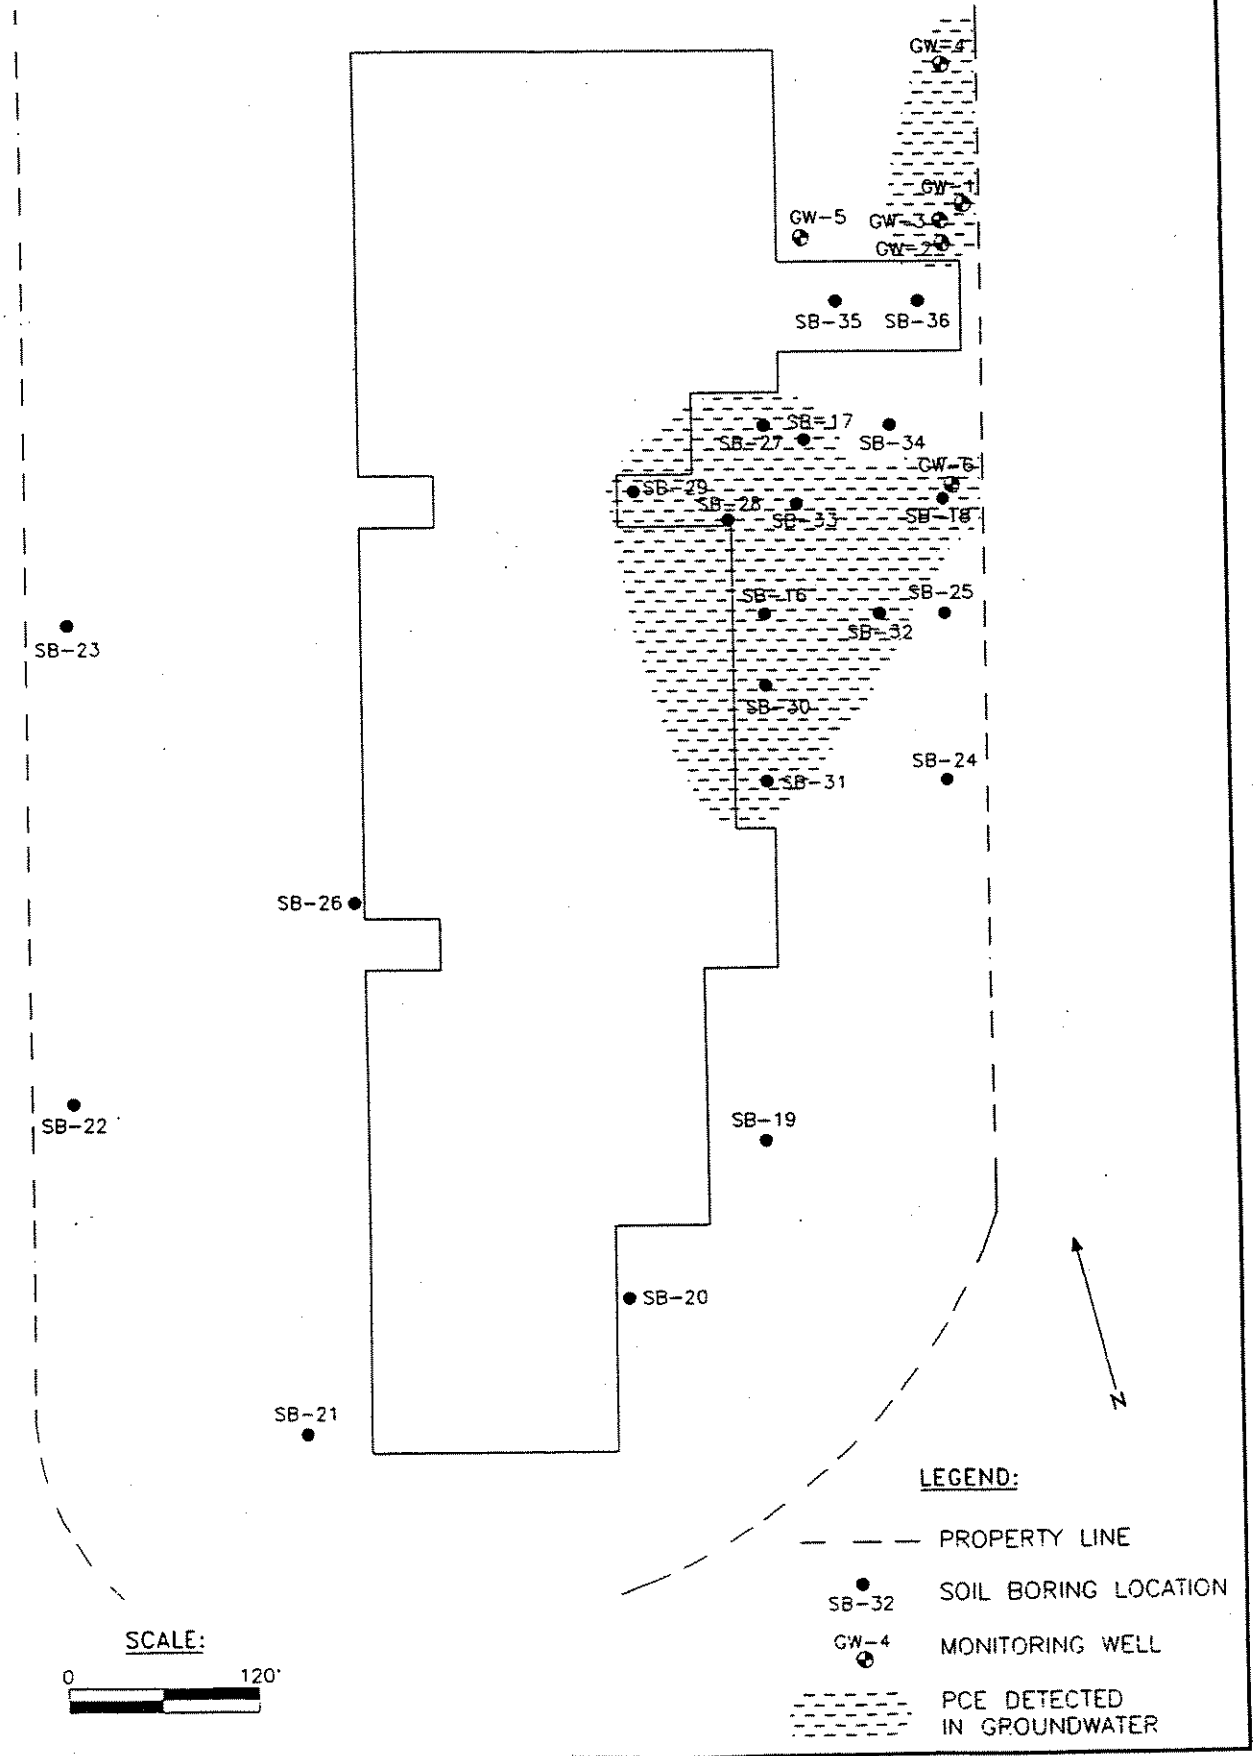 GW-4
GW-1
GW-5
GW-3
GW-2
SB-35
SB-36
SB-17
SB-27
SB-34
GW-6
SB-29
SB-28
SB-33
SB-18
SB-16
SB-25
SB-32
SB-23
SB-30
SB-24
SB-31
SB-26
SB-22
SB-19
SB-20
N
SB-21
LEGEND:
PROPERTY LINE
SOIL BORING LOCATION
SB-32
GW-4
MONITORING WELL
PCE DETECTED
IN GROUNDWATER
SCALE:
0
120'